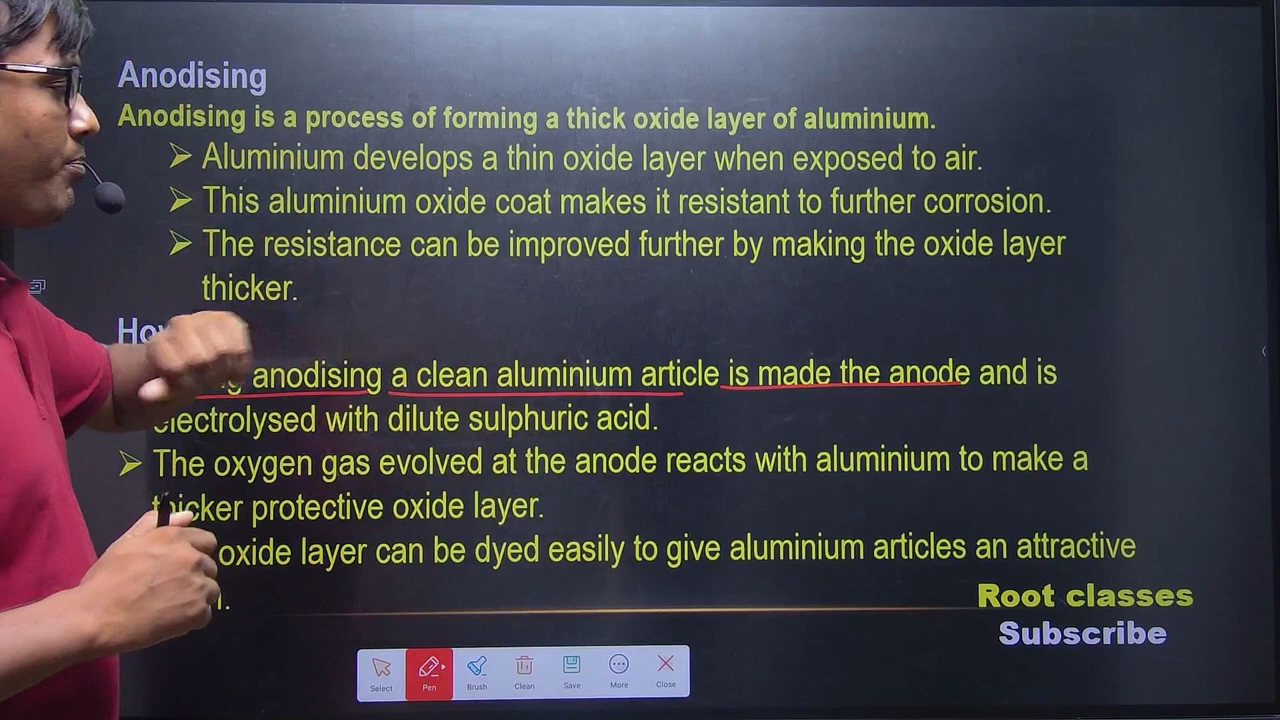 Anodising
Anodising is a process of forming a thick oxide layer of aluminium.
➢ Aluminium develops a thin oxide layer when exposed to air.
➢ This aluminium oxide coat makes it resistant to further corrosion.
➢ The resistance can be improved further by making the oxide layer
thicker.
anodising a clean aluminium article is made the anode and is
electrolysed with dilute sulphuric acid.
➢ The oxygen gas evolved at the anode reacts with aluminium to make a
thicker protective oxide layer.
oxide layer can be dyed easily to give aluminium articles an attractive
Root classes
Subscribe
Select Pen Brush Clean Save More Close